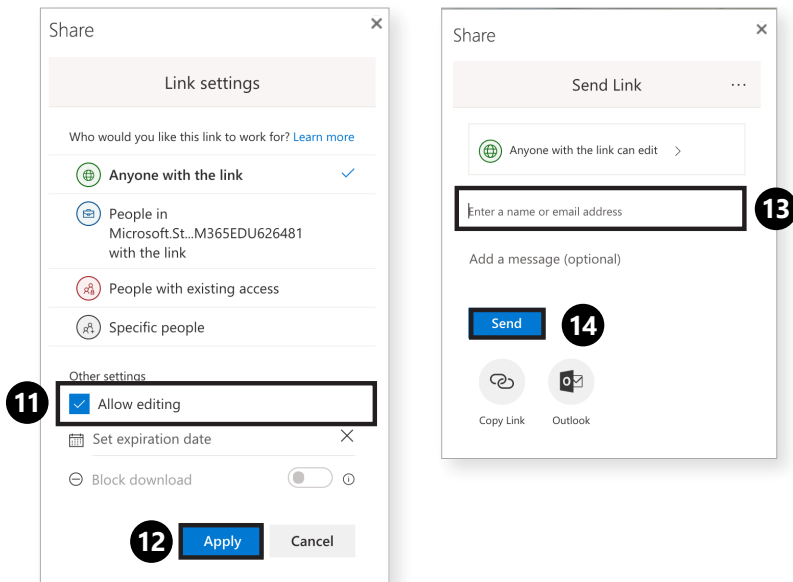 Share
×
Link settings
Who would you like this link to work for? Learn more
Anyone with the link
People in
Microsoft.St...M365EDU626481
with the link
People with existing access
Specific people
Other settings
11
Allow editing
Set expiration date
Block download
12
Apply
Cancel
Share
×
Send Link
...
Anyone with the link can edit
Enter a name or email address
13
Add a message (optional)
Send
14
Copy Link
Outlook